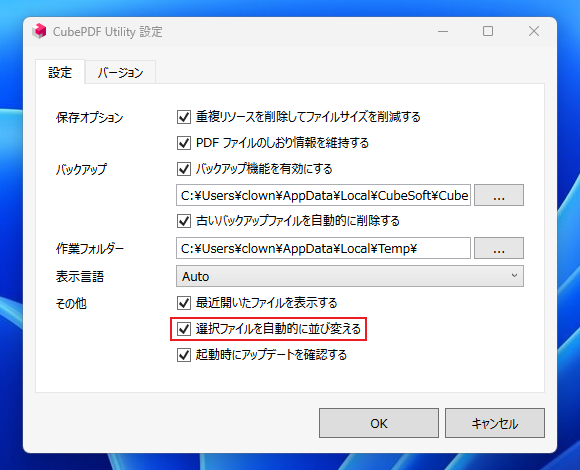 CubePDF Utility 設定
設定 バージョン
保存オプション 重複リソースを削除してファイルサイズを削減する
PDF ファイルのしおり情報を維持する
バックアップ バックアップ機能を有効にする
C:¥Users¥clown¥AppData¥Local¥CubeSoft¥Cube ...
古いバックアップファイルを自動的に削除する
作業フォルダー C:¥Users¥clown¥AppData¥Local¥Temp¥ ...
表示言語 Auto
その他 最近開いたファイルを表示する
選択ファイルを自動的に並び変える
起動時にアップデートを確認する
OK キャンセル